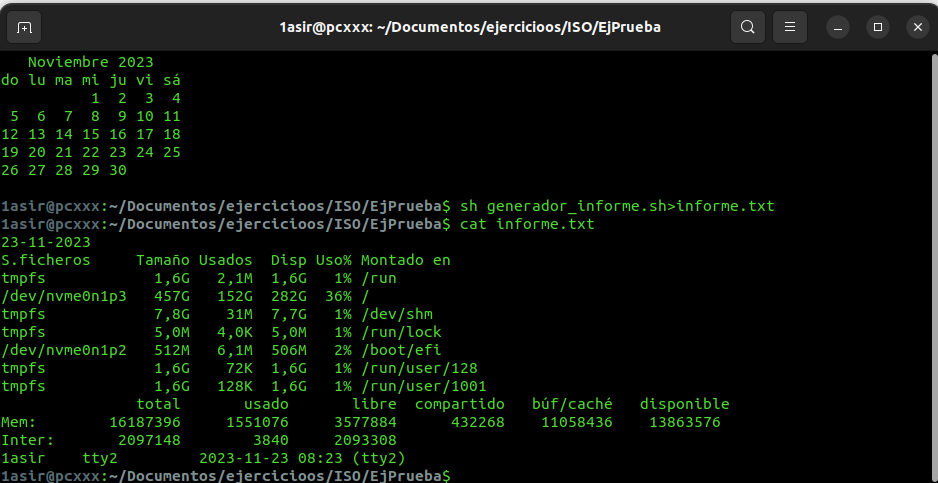 1asir@pcxxx: ~/Documentos/ejercicioos/ISO/EjPrueba
   Noviembre 2023
do lu ma mi ju vi sá
          1  2  3  4
 5  6  7  8  9 10 11
12 13 14 15 16 17 18
19 20 21 22 23 24 25
26 27 28 29 30
1asir@pcxxx:~/Documentos/ejercicioos/ISO/EjPrueba$ sh generador_informe.sh>informe.txt
1asir@pcxxx:~/Documentos/ejercicioos/ISO/EjPrueba$ cat informe.txt
23-11-2023
S.ficheros     Tamaño Usados  Disp Uso% Montado en
tmpfs            1,6G   2,1M  1,6G   1% /run
/dev/nvme0n1p3   457G   152G  282G  36% /
tmpfs            7,8G    31M  7,7G   1% /dev/shm
tmpfs            5,0M   4,0K  5,0M   1% /run/lock
/dev/nvme0n1p2   512M   6,1M  506M   2% /boot/efi
tmpfs            1,6G    72K  1,6G   1% /run/user/128
tmpfs            1,6G   128K  1,6G   1% /run/user/1001
               total       usado       libre  compartido   búf/caché   disponible
Mem:        16187396     1551076     3577884      432268    11058436    13863576
Inter:       2097148        3840     2093308
1asir    tty2         2023-11-23 08:23 (tty2)
1asir@pcxxx:~/Documentos/ejercicioos/ISO/EjPrueba$